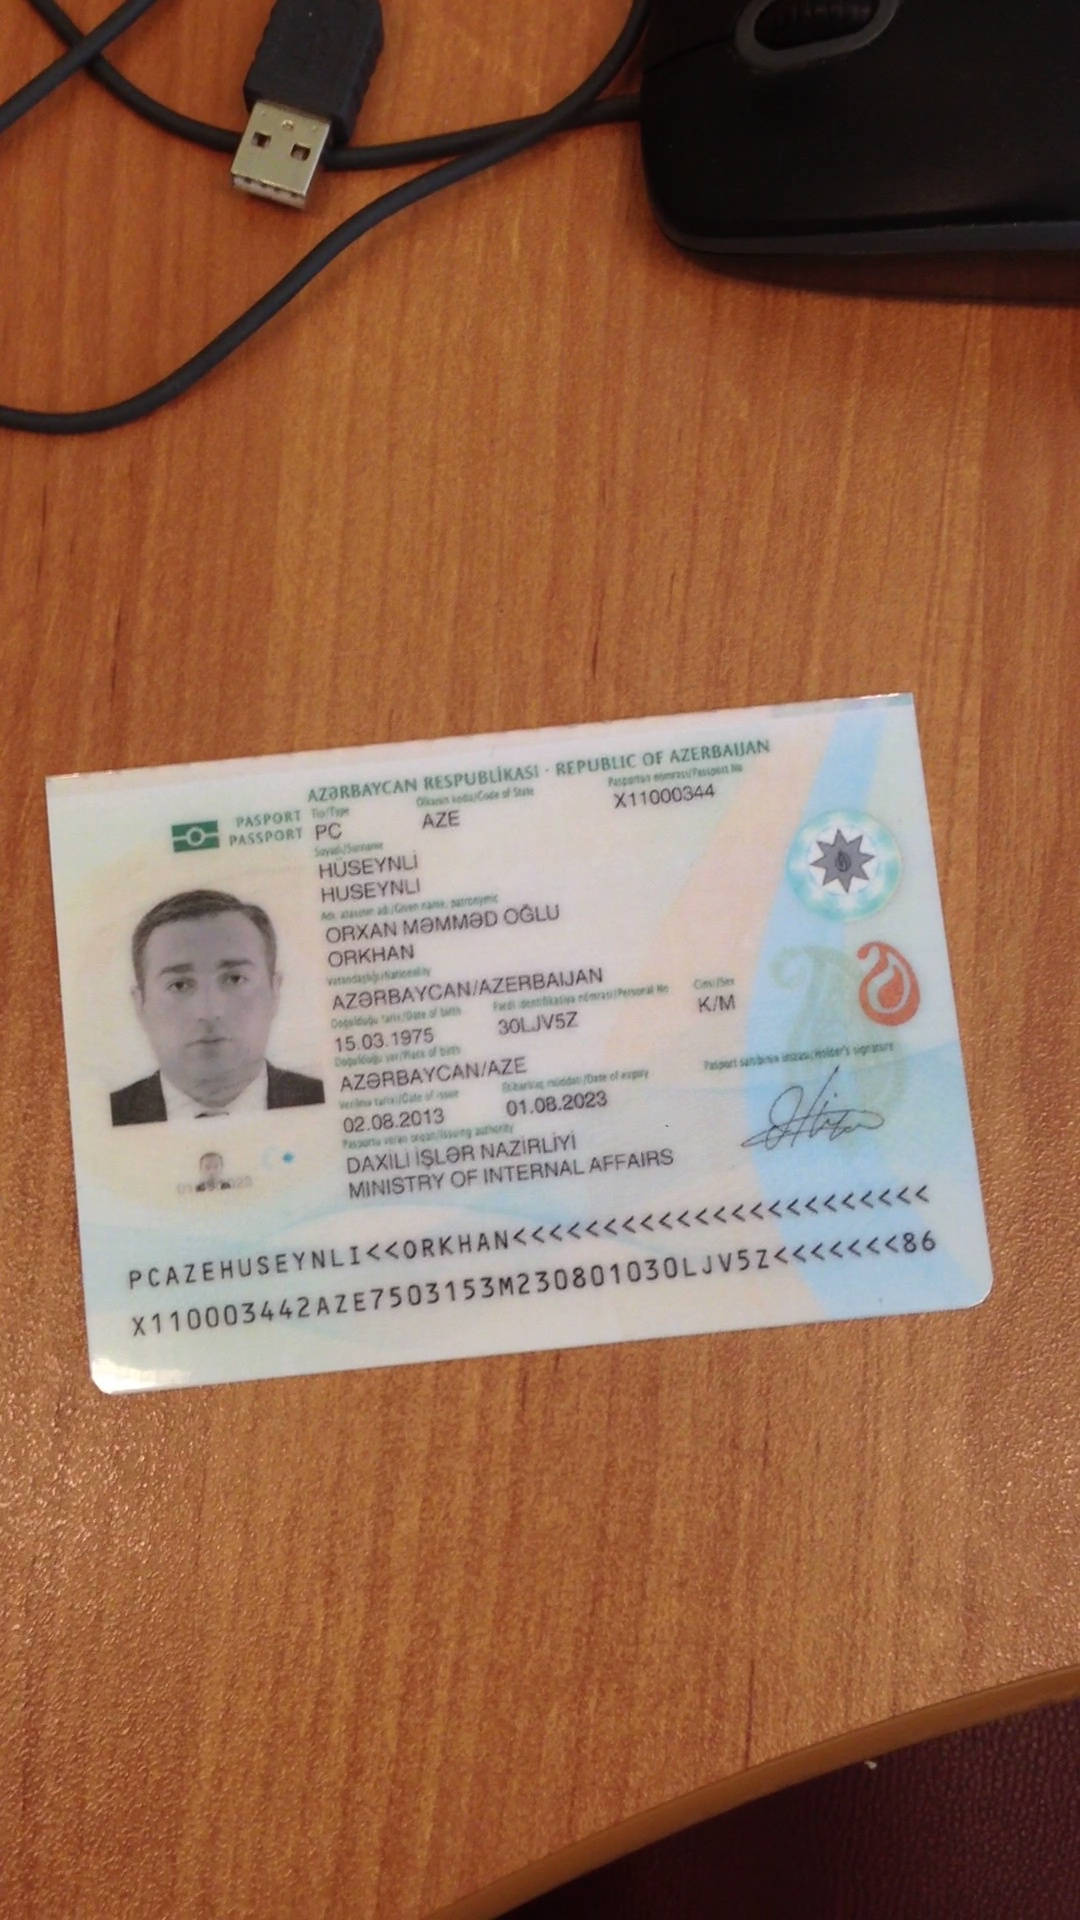 AZƏRBAYCAN RESPUBLİKASI · REPUBLIC OF AZERBAIJAN
PASPORT
PASSPORT
Tip/Type
Ölkənin kodu/Code of State
Pasportun nömrəsi/Passport No
PC
AZE
X11000344
Soyadı/Surname
HÜSEYNLİ
HUSEYNLI
Adı, atasının adı/Given name, patronymic
ORXAN MƏMMƏD OĞLU
ORKHAN
Vətəndaşlığı/Nationality
AZƏRBAYCAN/AZERBAIJAN
Doğulduğu tarix/Date of birth
Fərdi identifikasiya nömrəsi/Personal No
Cinsi/Sex
15.03.1975
30LJV5Z
K/M
Doğulduğu yer/Place of birth
AZƏRBAYCAN/AZE
Verilmə tarixi/Date of issue
Etibarlılıq müddəti/Date of expiry
Pasport sahibinin imzası/Holder's signature
02.08.2013
01.08.2023
Pasportu verən orqan/Issuing authority
DAXİLİ İŞLƏR NAZİRLİYİ
MINISTRY OF INTERNAL AFFAIRS
PCAZEHUSEYNLI<<ORKHAN<<<<<<<<<<<<<<<<<<<<<<<
X110003442AZE7503153M230801030LJV5Z<<<<<<<86